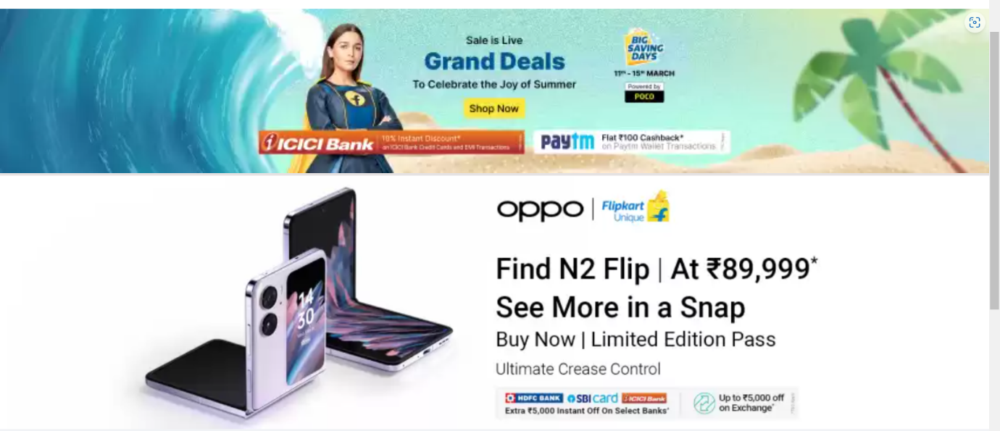 Sale is Live
Grand Deals
To Celebrate the Joy of Summer
Shop Now
BIG
SAVING
DAYS
11ᵗʰ - 15ᵗʰ MARCH
Powered by
POCO
ICICI Bank
10% Instant Discount*
on ICICI Bank Credit Cards and EMI Transactions
paytm
Flat ₹100 Cashback*
on Paytm Wallet Transactions
oppo | Flipkart
Unique
Find N2 Flip | At ₹89,999*
See More in a Snap
Buy Now | Limited Edition Pass
Ultimate Crease Control
HDFC BANK SBI card ICICI Bank
Extra ₹5,000 Instant Off On Select Banks*
Up to ₹5,000 off
on Exchange*
14
30